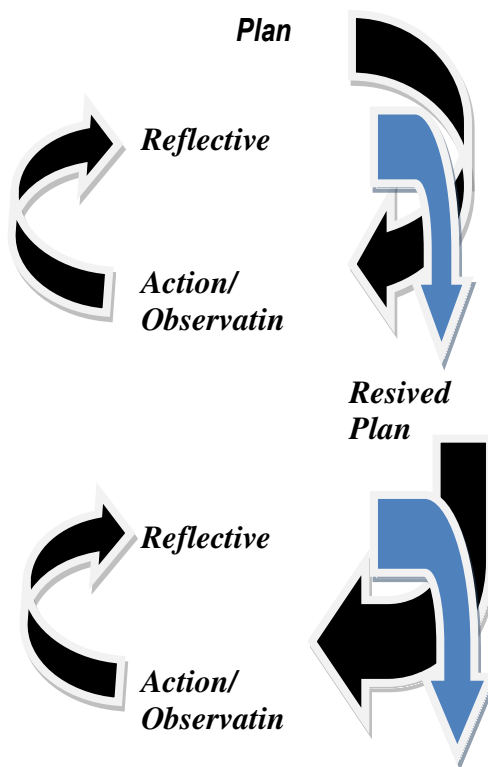 Plan
Reflective
Action/
Observatin
Resived
Plan
Reflective
Action/
Observatin